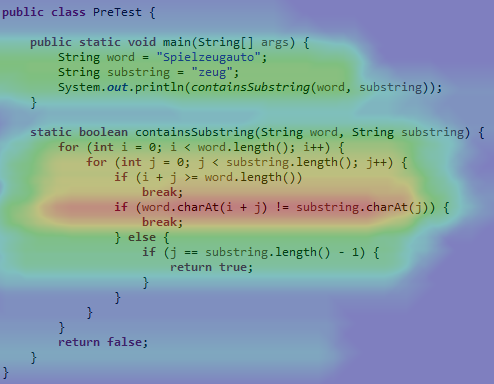 public class PreTest {
    public static void main(String[] args) {
        String word = "Spielzeugauto";
        String substring = "zeug";
        System.out.println(containsSubstring(word, substring));
    }
    static boolean containsSubstring(String word, String substring) {
        for (int i = 0; i < word.length(); i++) {
            for (int j = 0; j < substring.length(); j++) {
                if (i + j >= word.length())
                    break;
                if (word.charAt(i + j) != substring.charAt(j)) {
                    break;
                } else {
                    if (j == substring.length() - 1) {
                        return true;
                    }
                }
            }
        }
        return false;
    }
}